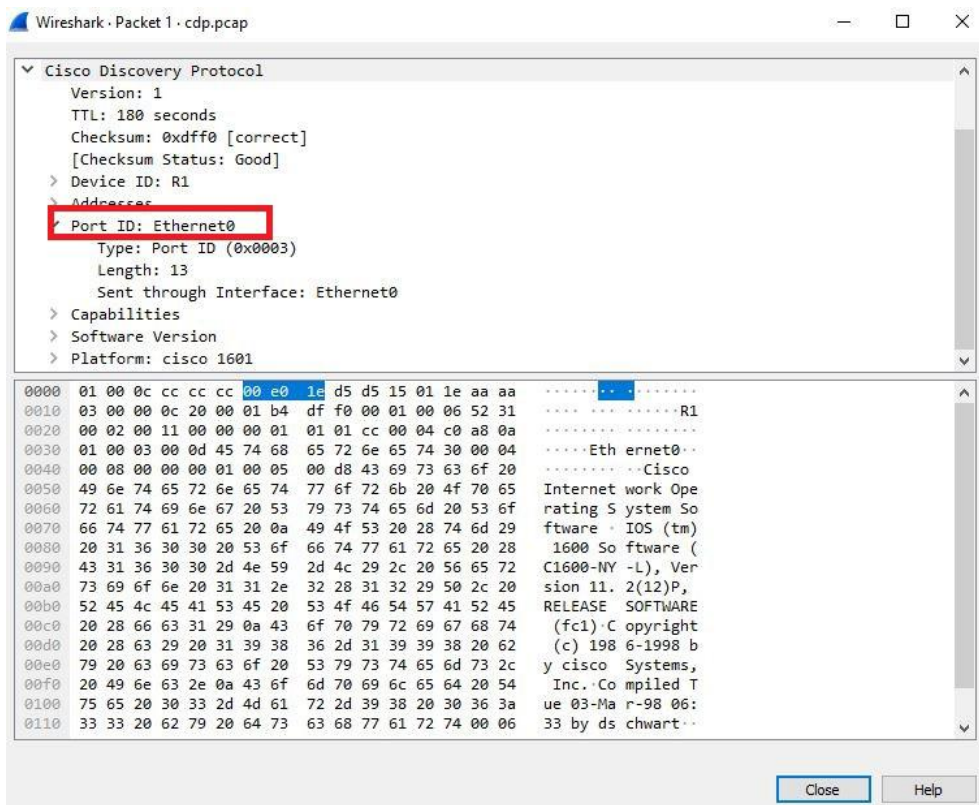 Wireshark · Packet 1 · cdp.pcap
Cisco Discovery Protocol
Version: 1
TTL: 180 seconds
Checksum: 0xdff0 [correct]
[Checksum Status: Good]
Device ID: R1
Addresses
Port ID: Ethernet0
Type: Port ID (0x0003)
Length: 13
Sent through Interface: Ethernet0
Capabilities
Software Version
Platform: cisco 1601
0000 01 00 0c cc cc cc 00 e0 1e d5 d5 15 01 1e aa aa ········ ········
0010 03 00 00 0c 20 00 01 b4 df f0 00 01 00 06 52 31 ···· ··· ······R1
0020 00 02 00 11 00 00 00 01 01 01 cc 00 04 c0 a8 0a ········ ········
0030 01 00 03 00 0d 45 74 68 65 72 6e 65 74 30 00 04 ·····Eth ernet0··
0040 00 08 00 00 00 01 00 05 00 d8 43 69 73 63 6f 20 ········ ··Cisco
0050 49 6e 74 65 72 6e 65 74 77 6f 72 6b 20 4f 70 65 Internet work Ope
0060 72 61 74 69 6e 67 20 53 79 73 74 65 6d 20 53 6f rating S ystem So
0070 66 74 77 61 72 65 20 0a 49 4f 53 20 28 74 6d 29 ftware · IOS (tm)
0080 20 31 36 30 30 20 53 6f 66 74 77 61 72 65 20 28 1600 So ftware (
0090 43 31 36 30 30 2d 4e 59 2d 4c 29 2c 20 56 65 72 C1600-NY -L), Ver
00a0 73 69 6f 6e 20 31 31 2e 32 28 31 32 29 50 2c 20 sion 11. 2(12)P,
00b0 52 45 4c 45 41 53 45 20 53 4f 46 54 57 41 52 45 RELEASE SOFTWARE
00c0 20 28 66 63 31 29 0a 43 6f 70 79 72 69 67 68 74 (fc1)·C opyright
00d0 20 28 63 29 20 31 39 38 36 2d 31 39 39 38 20 62 (c) 198 6-1998 b
00e0 79 20 63 69 73 63 6f 20 53 79 73 74 65 6d 73 2c y cisco Systems,
00f0 20 49 6e 63 2e 0a 43 6f 6d 70 69 6c 65 64 20 54 Inc.·Co mpiled T
0100 75 65 20 30 33 2d 4d 61 72 2d 39 38 20 30 36 3a ue 03-Ma r-98 06:
0110 33 33 20 62 79 20 64 73 63 68 77 61 72 74 00 06 33 by ds chwart··
Close Help